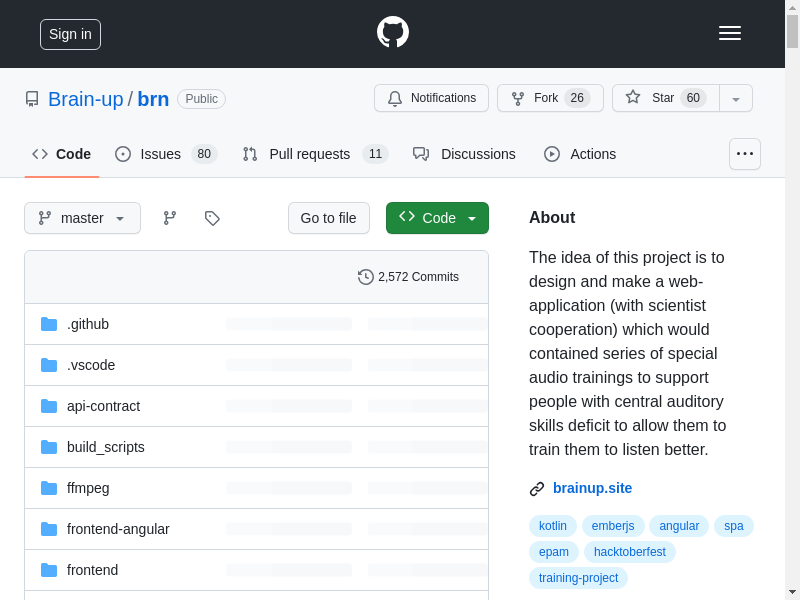 Sign in
Brain-up / brn Public
Notifications
Fork 26
Star 60
Code
Issues 80
Pull requests 11
Discussions
Actions
master
Go to file
Code
2,572 Commits
.github
.vscode
api-contract
build_scripts
ffmpeg
frontend-angular
frontend
About
The idea of this project is to
design and make a web-
application (with scientist
cooperation) which would
contained series of special
audio trainings to support
people with central auditory
skills deficit to allow them to
train them to listen better.
brainup.site
kotlin emberjs angular spa
epam hacktoberfest
training-project